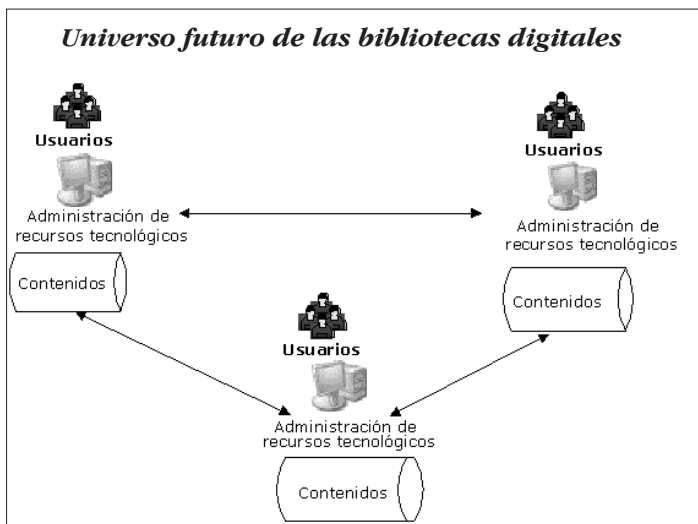 Universo futuro de las bibliotecas digitales
Usuarios
Administración de
recursos tecnológicos
Contenidos
Usuarios
Administración de
recursos tecnológicos
Contenidos
Usuarios
Administración de
recursos tecnológicos
Contenidos